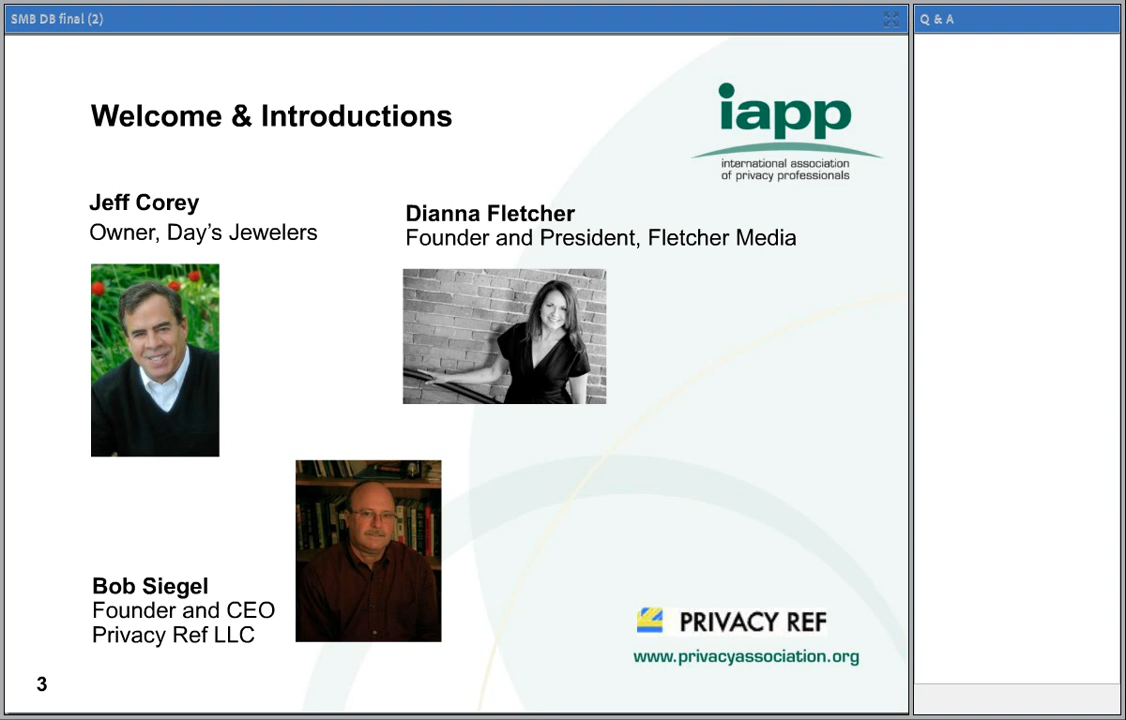 SMB DB final (2)
Q & A
Welcome & Introductions
iapp
international association
of privacy professionals
Jeff Corey
Owner, Day's Jewelers
Dianna Fletcher
Founder and President, Fletcher Media
Bob Siegel
Founder and CEO
Privacy Ref LLC
PRIVACY REF
www.privacyassociation.org
3